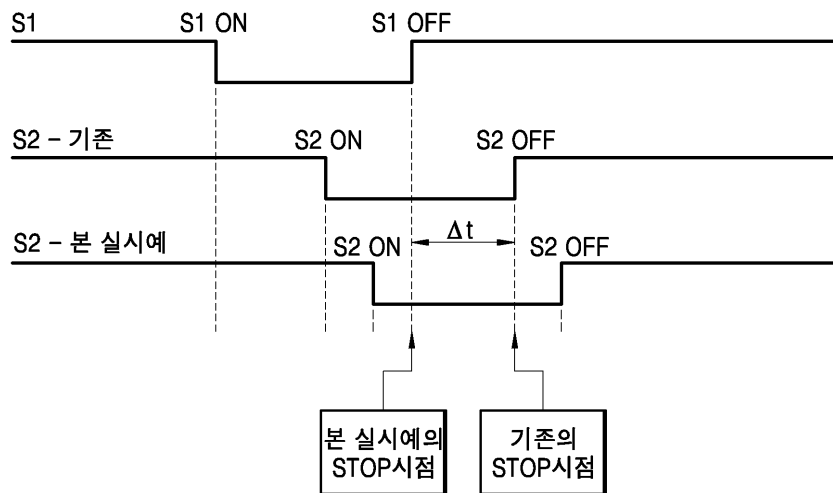 S1 S1 ON S1 OFF
S2 - 기존 S2 ON S2 OFF
S2 - 본 실시예 S2 ON Δt S2 OFF
본 실시예의
STOP시점
기존의
STOP시점